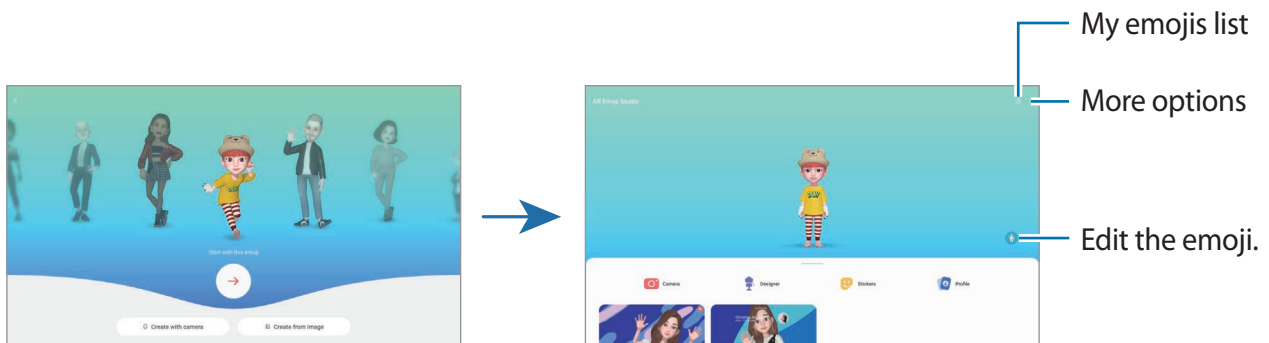 My emojis list
AR Emoji Studio
More options
Start with this emoji
Edit the emoji.
Camera
Designer
Stickers
Profile
Create with camera
Create from image